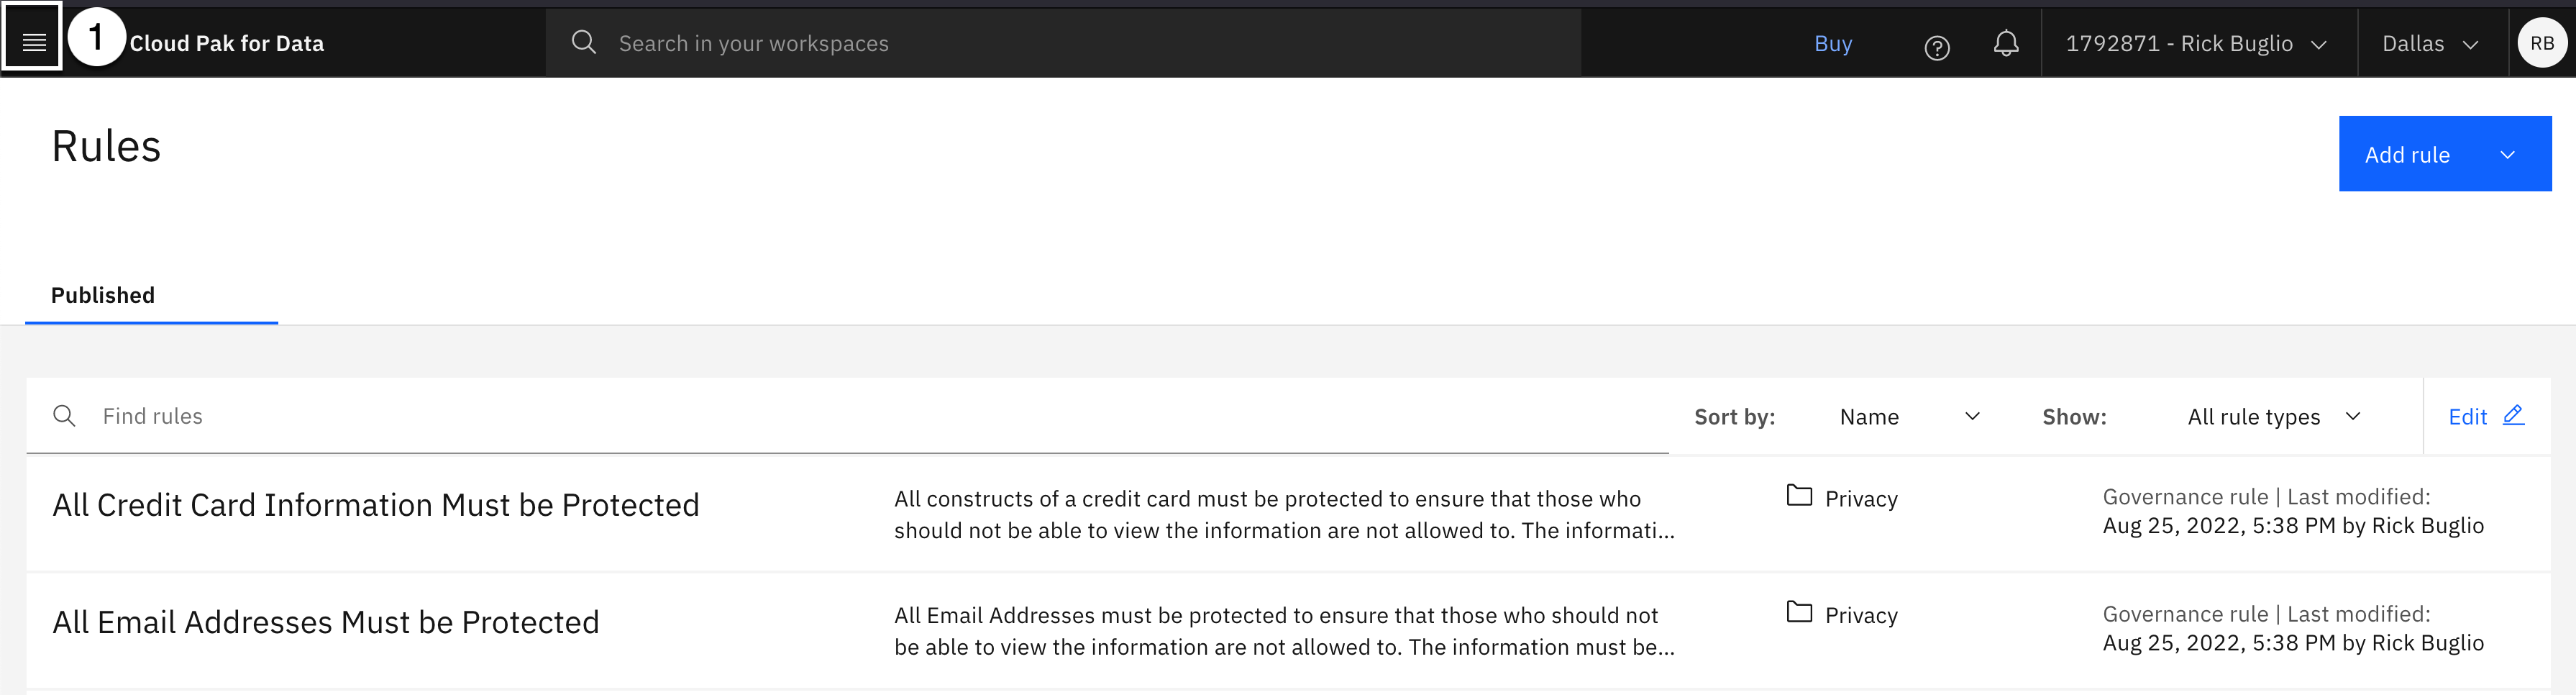 1 Cloud Pak for Data Search in your workspaces Buy 1792871 - Rick Buglio Dallas RB
Rules
Add rule
Published
Find rules Sort by: Name Show: All rule types Edit
All Credit Card Information Must be Protected
All constructs of a credit card must be protected to ensure that those who
should not be able to view the information are not allowed to. The informati...
Privacy
Governance rule | Last modified:
Aug 25, 2022, 5:38 PM by Rick Buglio
All Email Addresses Must be Protected
All Email Addresses must be protected to ensure that those who should not
be able to view the information are not allowed to. The information must be...
Privacy
Governance rule | Last modified:
Aug 25, 2022, 5:38 PM by Rick Buglio